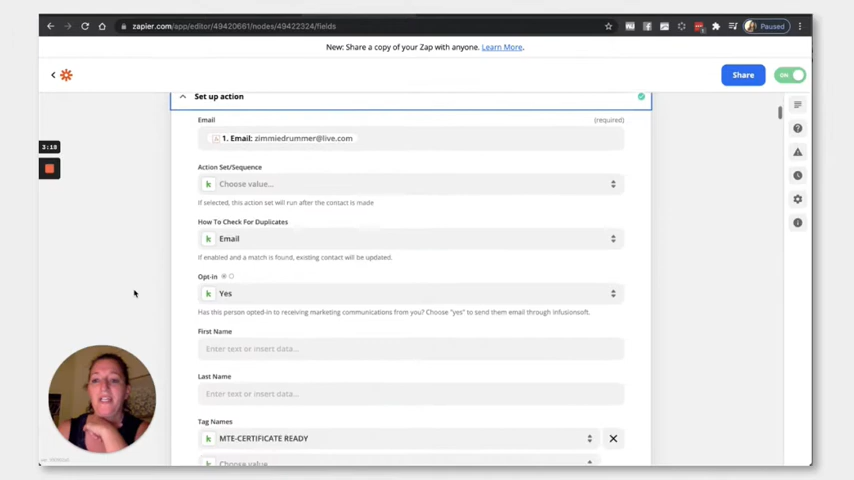 zapier.com/app/editor/49420661/nodes/49422324/fields
Paused
New: Share a copy of your Zap with anyone. Learn More.
Share
ON
Set up action
Email
(required)
1. Email: zimmiedrummer@live.com
3:18
Action Set/Sequence
k Choose value...
If selected, this action set will run after the contact is made
How To Check For Duplicates
k Email
If enabled and a match is found, existing contact will be updated.
Opt-in
k Yes
Has this person opted-in to receiving marketing communications from you? Choose "yes" to send them email through Infusionsoft.
First Name
Enter text or insert data...
Last Name
Enter text or insert data...
Tag Names
k MTE-CERTIFICATE READY
Choose value